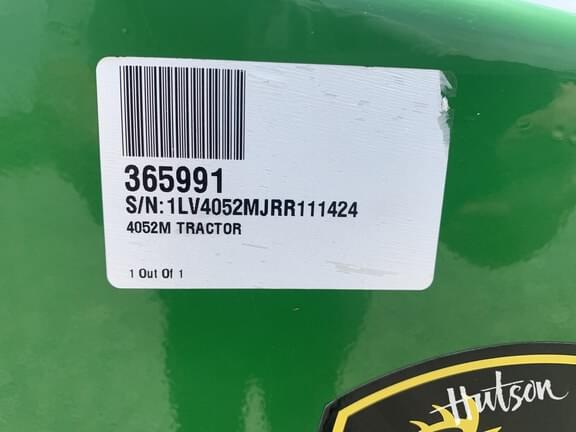 365991
S/N:1LV4052MJRR111424
4052M TRACTOR
1 Out Of 1
Hutson